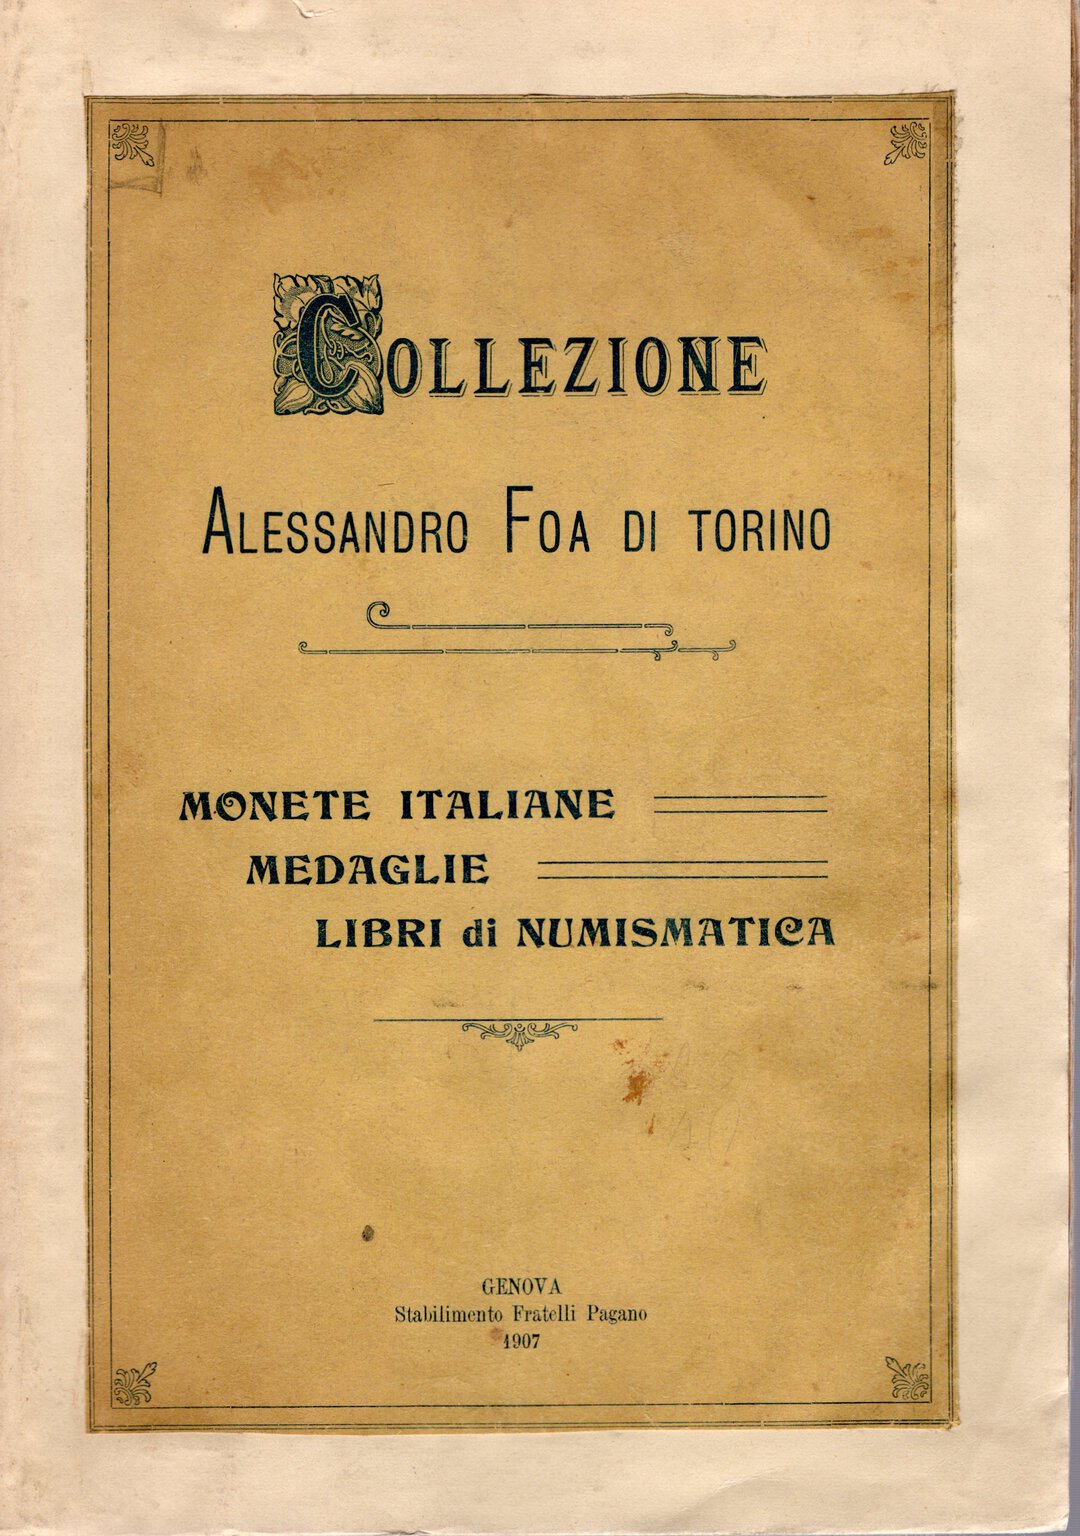 COLLEZIONE
ALESSANDRO FOA DI TORINO
MONETE ITALIANE
MEDAGLIE
LIBRI di NUMISMATICA
GENOVA
Stabilimento Fratelli Pagano
1907